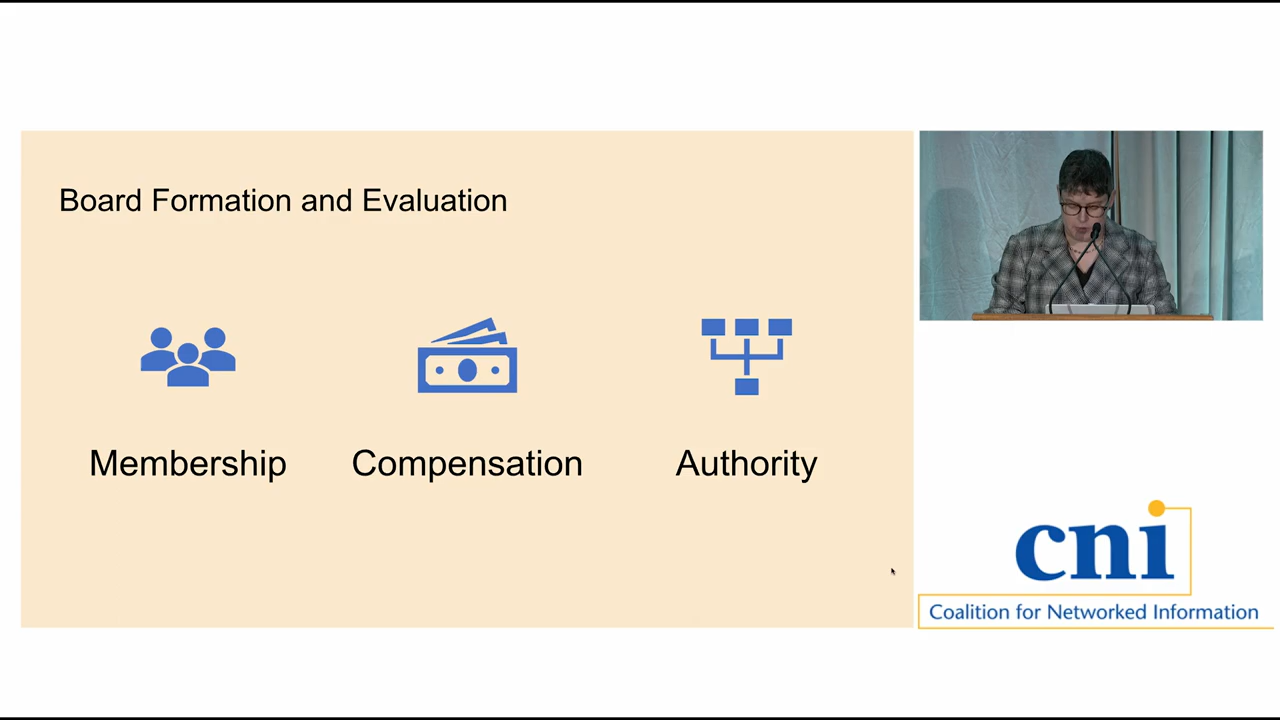 Board Formation and Evaluation
Membership
Compensation
Authority
cni
Coalition for Networked Information